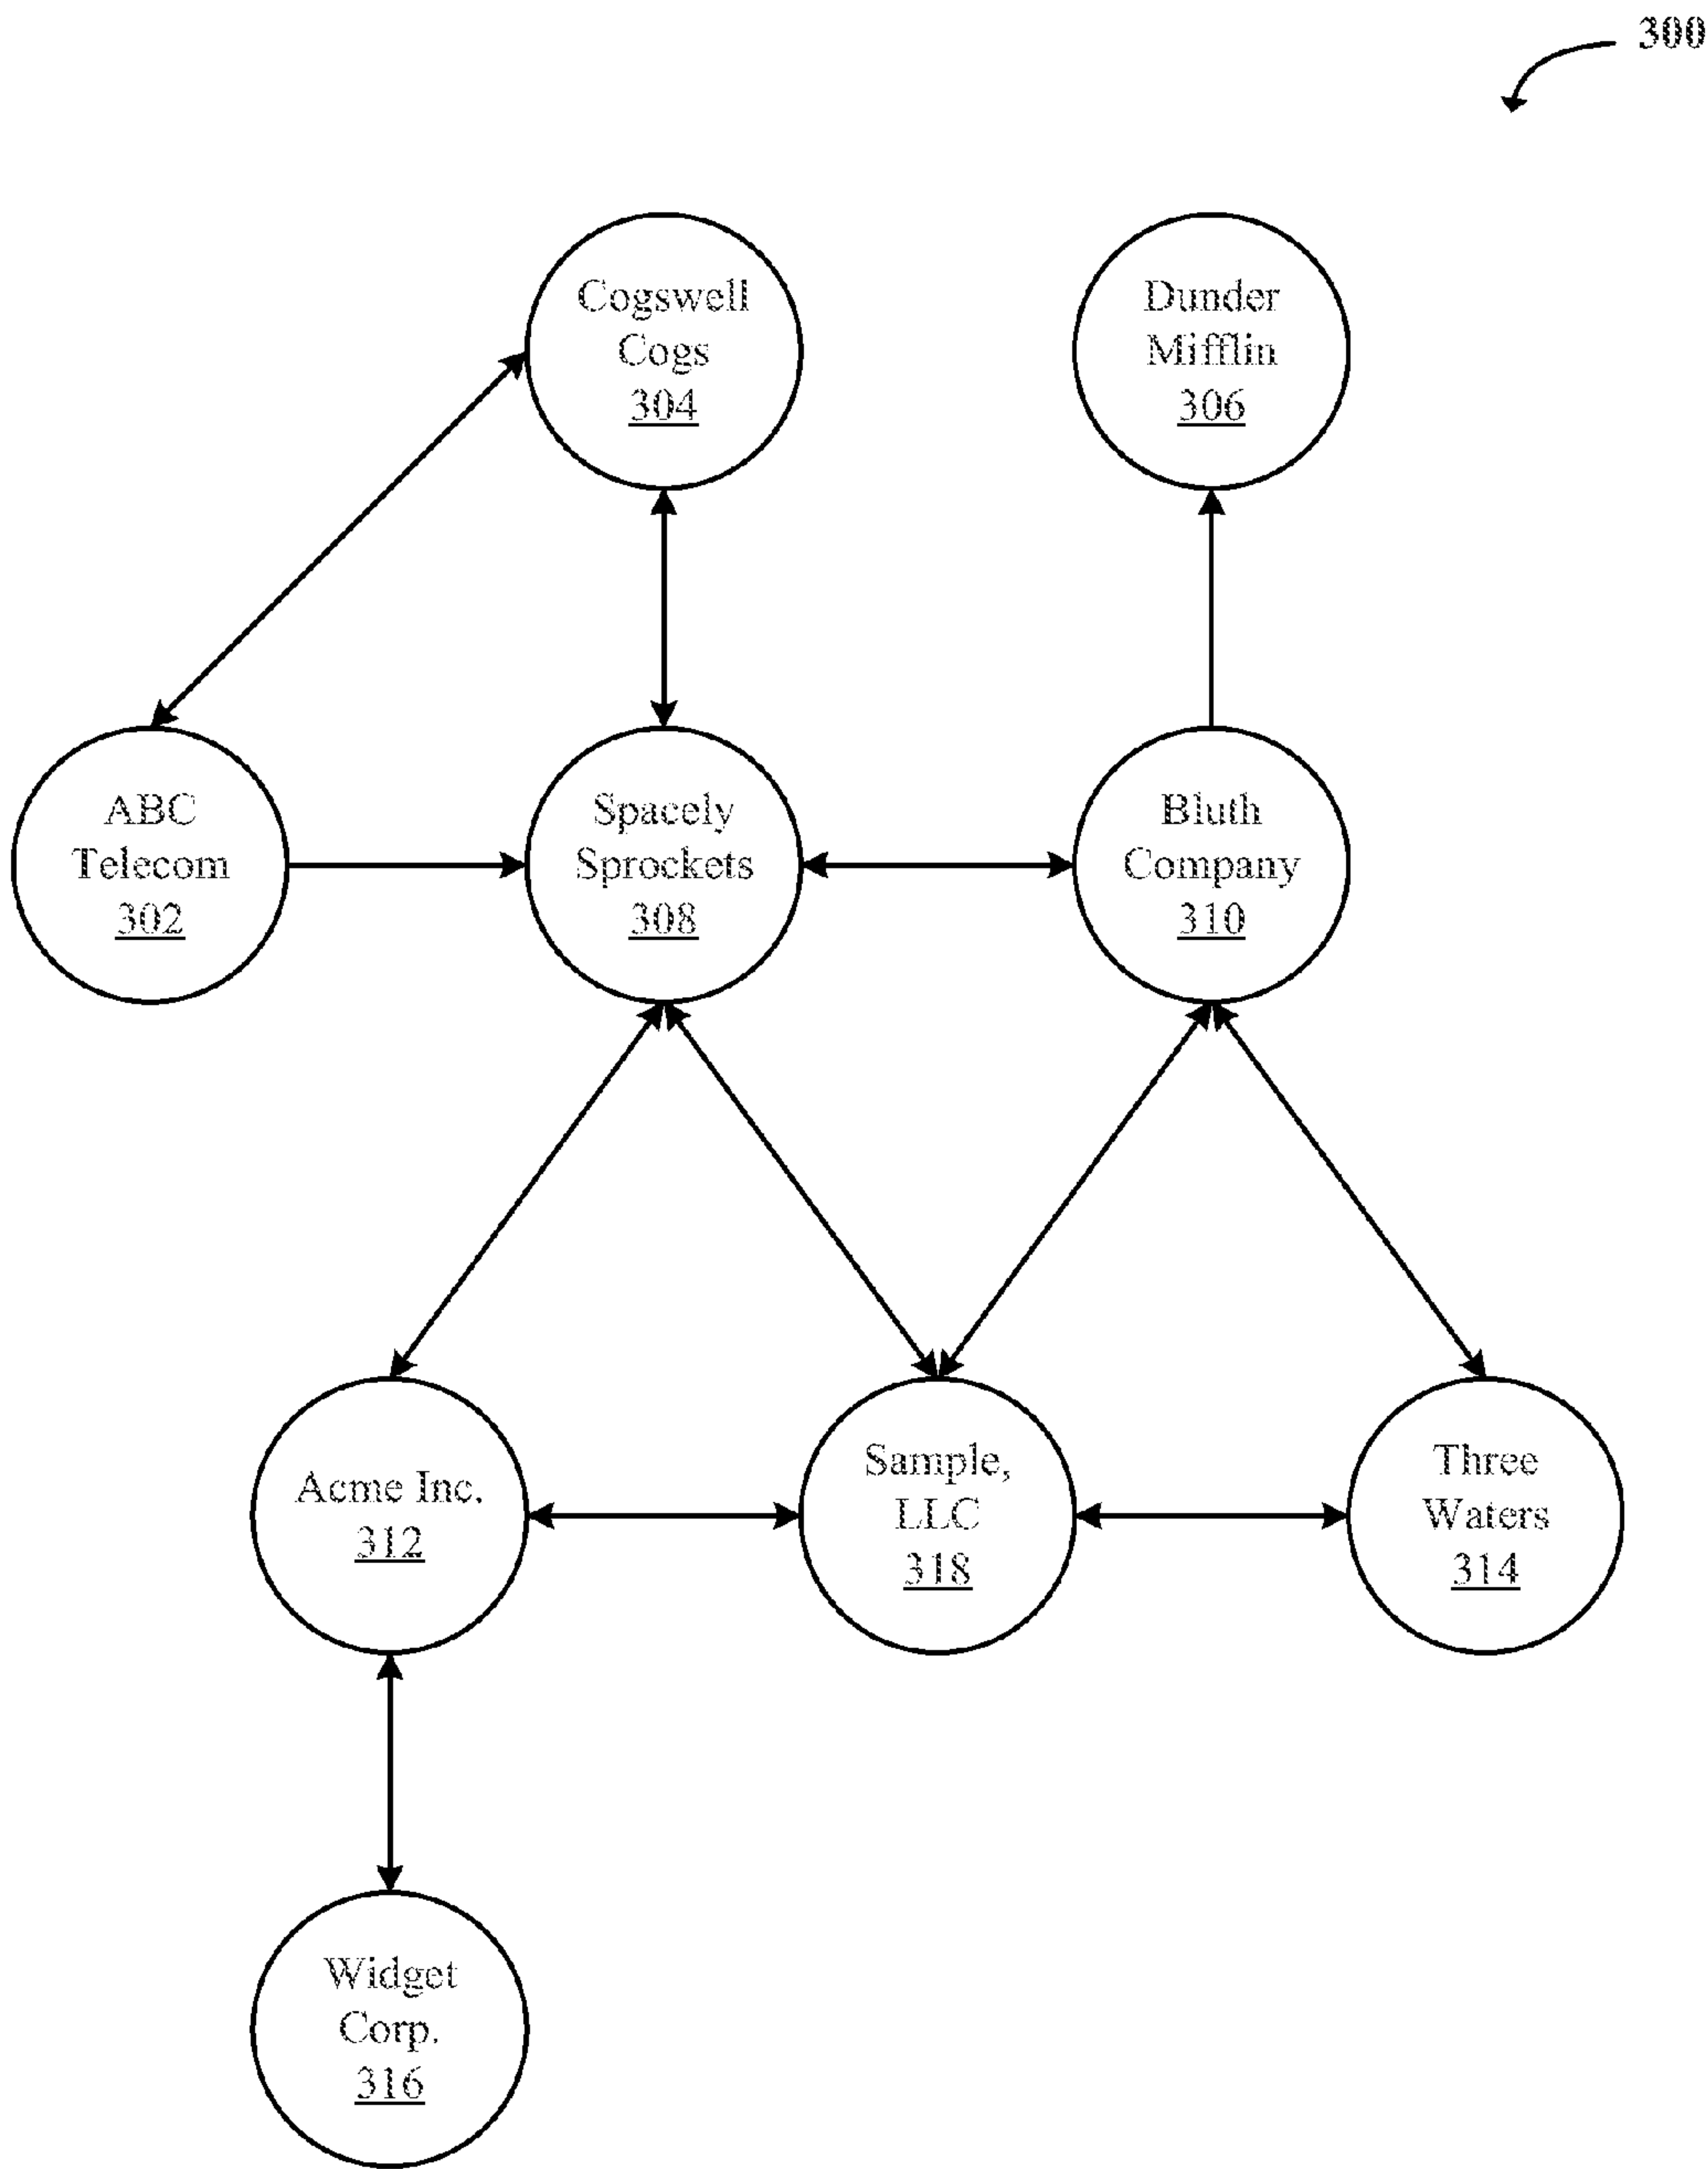 300
Cogswell
Cogs
304
Dunder
Mifflin
306
ABC
Telecom
302
Spacely
Sprockets
308
Bluth
Company
310
Acme Inc.
312
Sample,
LLC
318
Three
Waters
314
Widget
Corp.
316